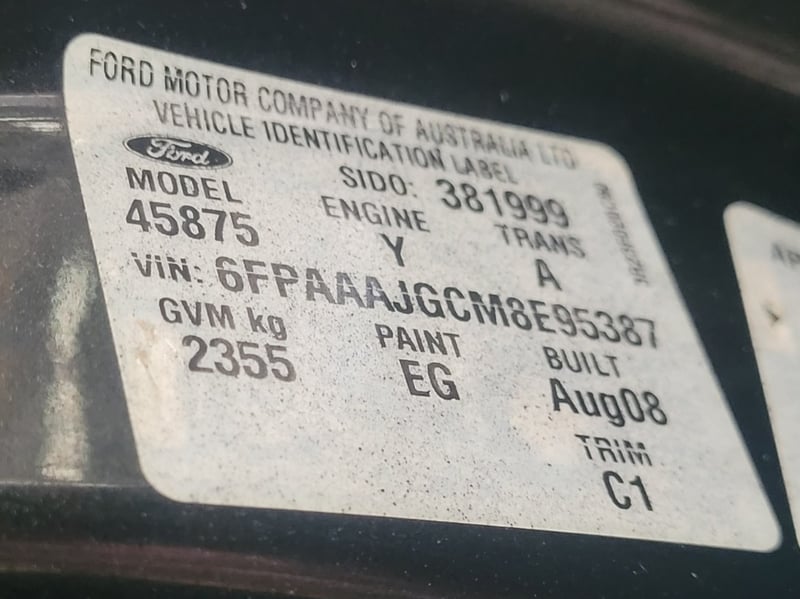 FORD MOTOR COMPANY OF AUSTRALIA LTD
VEHICLE IDENTIFICATION LABEL
Ford
SIDO: 381999
MODEL ENGINE TRANS
45875 Y A
VIN: 6FPAAAJGCM8E95387
GVM kg PAINT BUILT
2355 EG Aug08
TRIM
C1